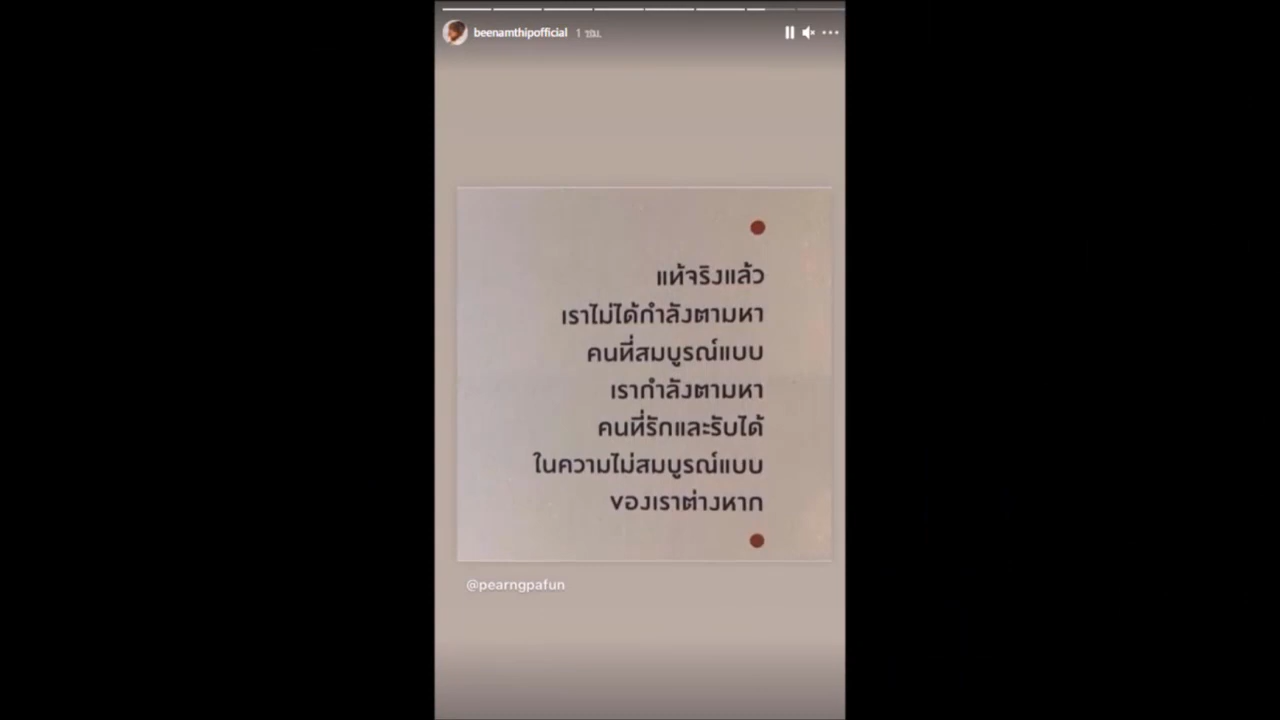 beenamthipofficial 1 ชม.
แท้จริงแล้ว
เราไม่ได้กำลังตามหา
คนที่สมบูรณ์แบบ
เรากำลังตามหา
คนที่รักและรับได้
ในความไม่สมบูรณ์แบบ
ของเราต่างหาก
@pearngpafun